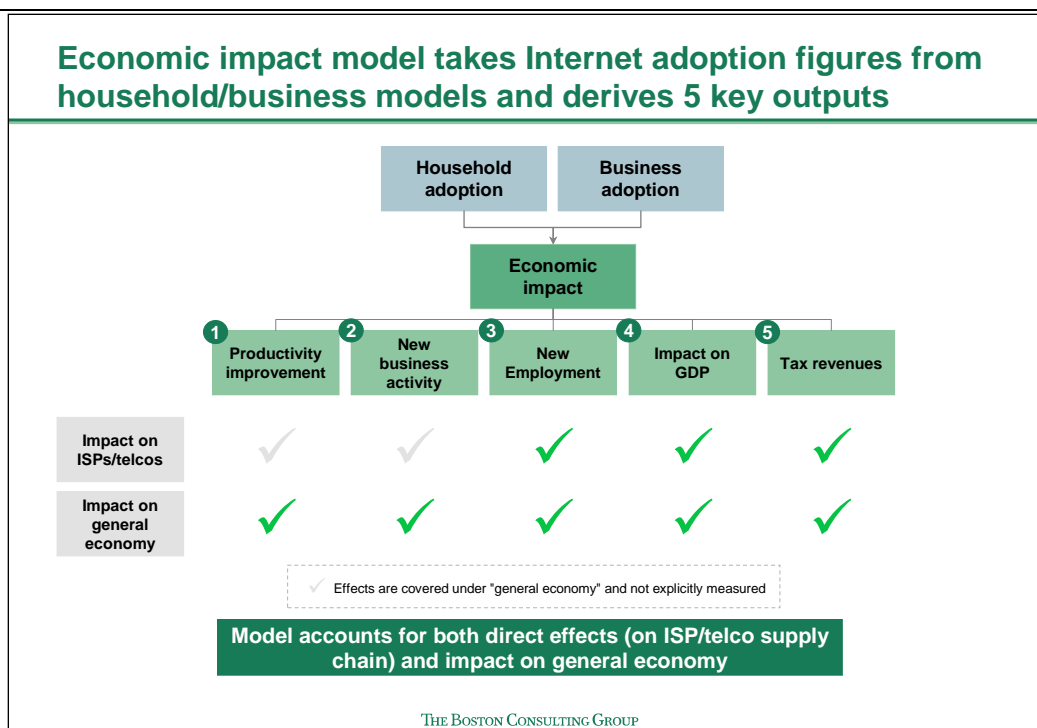 Economic impact model takes Internet adoption figures from
household/business models and derives 5 key outputs
Household
adoption
Business
adoption
Economic
impact
1
Productivity
improvement
2
New
business
activity
3
New
Employment
4
Impact on
GDP
5
Tax revenues
Impact on
ISPs/telcos
Impact on
general
economy
Effects are covered under "general economy" and not explicitly measured
Model accounts for both direct effects (on ISP/telco supply
chain) and impact on general economy
THE BOSTON CONSULTING GROUP